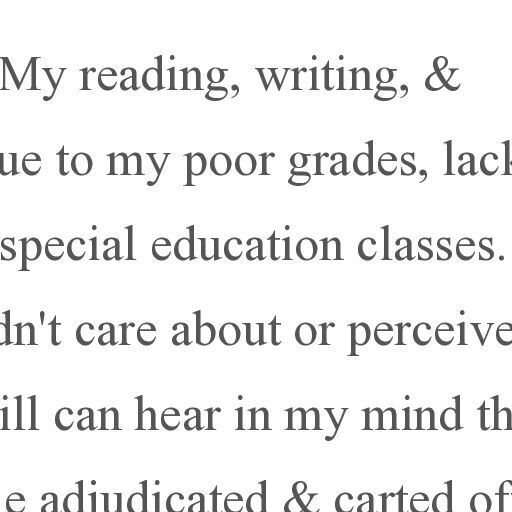 My reading, writing, &
ue to my poor grades, lack
special education classes.
dn't care about or perceive
ill can hear in my mind th
e adjudicated & carted of